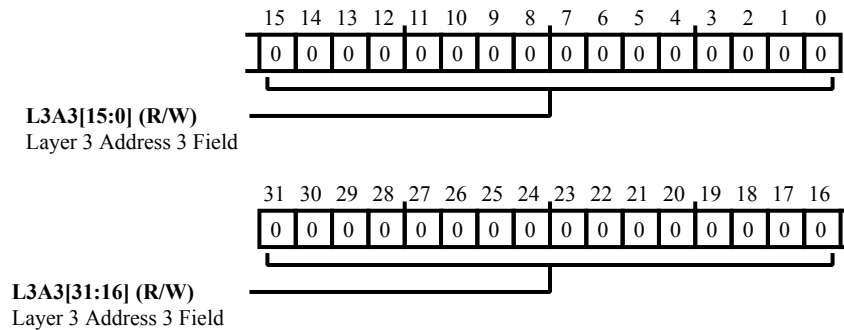 15 14 13 12 11 10 9 8 7 6 5 4 3 2 1 0
0 0 0 0 0 0 0 0 0 0 0 0 0 0 0 0
L3A3[15:0] (R/W)
Layer 3 Address 3 Field
31 30 29 28 27 26 25 24 23 22 21 20 19 18 17 16
0 0 0 0 0 0 0 0 0 0 0 0 0 0 0 0
L3A3[31:16] (R/W)
Layer 3 Address 3 Field